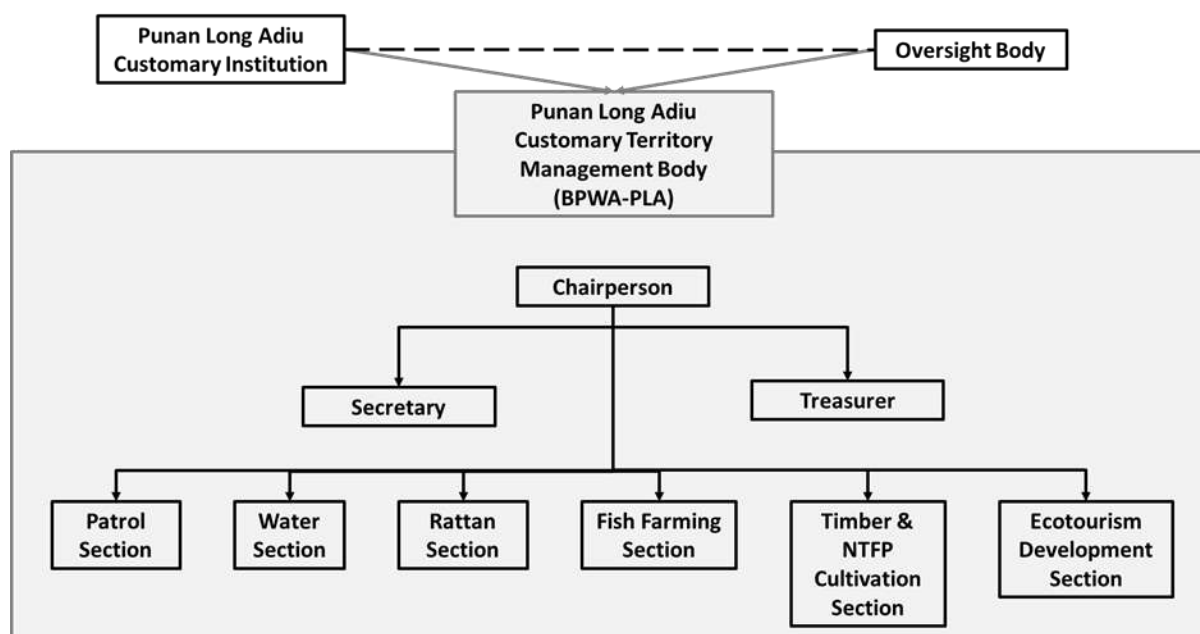 Punan Long Adiu
Customary Institution
Oversight Body
Punan Long Adiu
Customary Territory
Management Body
(BPWA-PLA)
Chairperson
Secretary
Treasurer
Patrol
Section
Water
Section
Rattan
Section
Fish Farming
Section
Timber &
NTFP
Cultivation
Section
Ecotourism
Development
Section